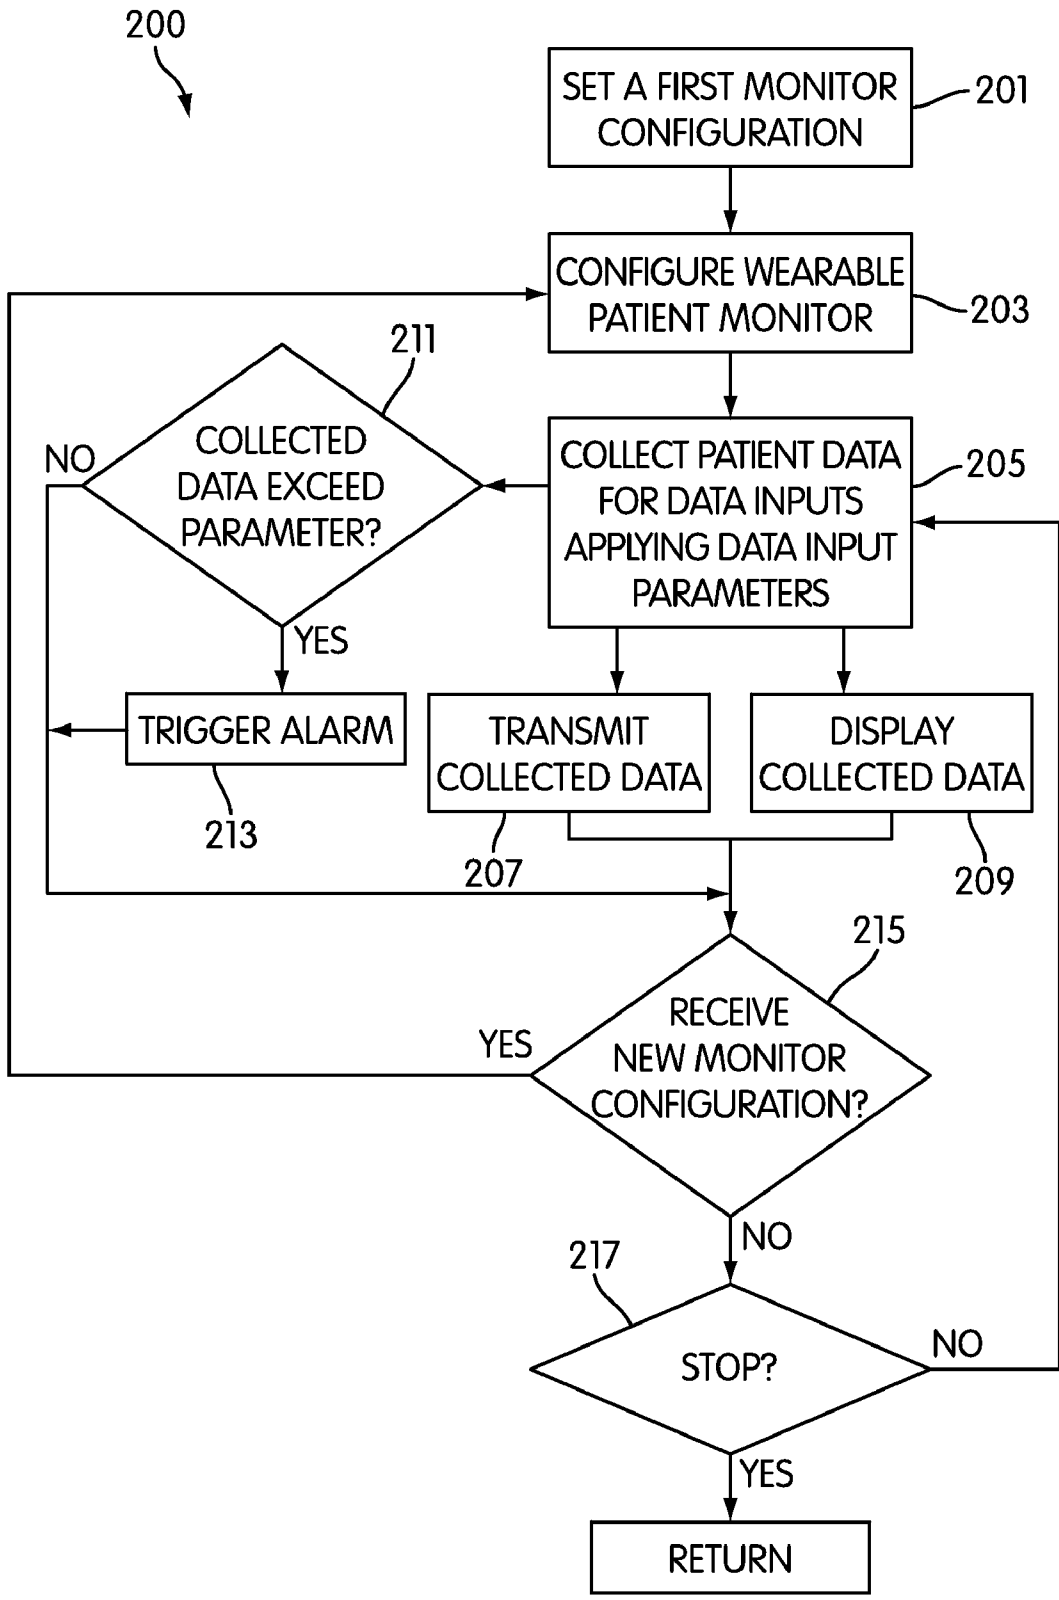 200
SET A FIRST MONITOR
CONFIGURATION
201
CONFIGURE WEARABLE
PATIENT MONITOR
203
211
COLLECTED
DATA EXCEED
PARAMETER?
NO
YES
COLLECT PATIENT DATA
FOR DATA INPUTS
APPLYING DATA INPUT
PARAMETERS
205
TRIGGER ALARM
213
TRANSMIT
COLLECTED DATA
207
DISPLAY
COLLECTED DATA
209
215
RECEIVE
NEW MONITOR
CONFIGURATION?
YES
NO
217
STOP?
NO
YES
RETURN